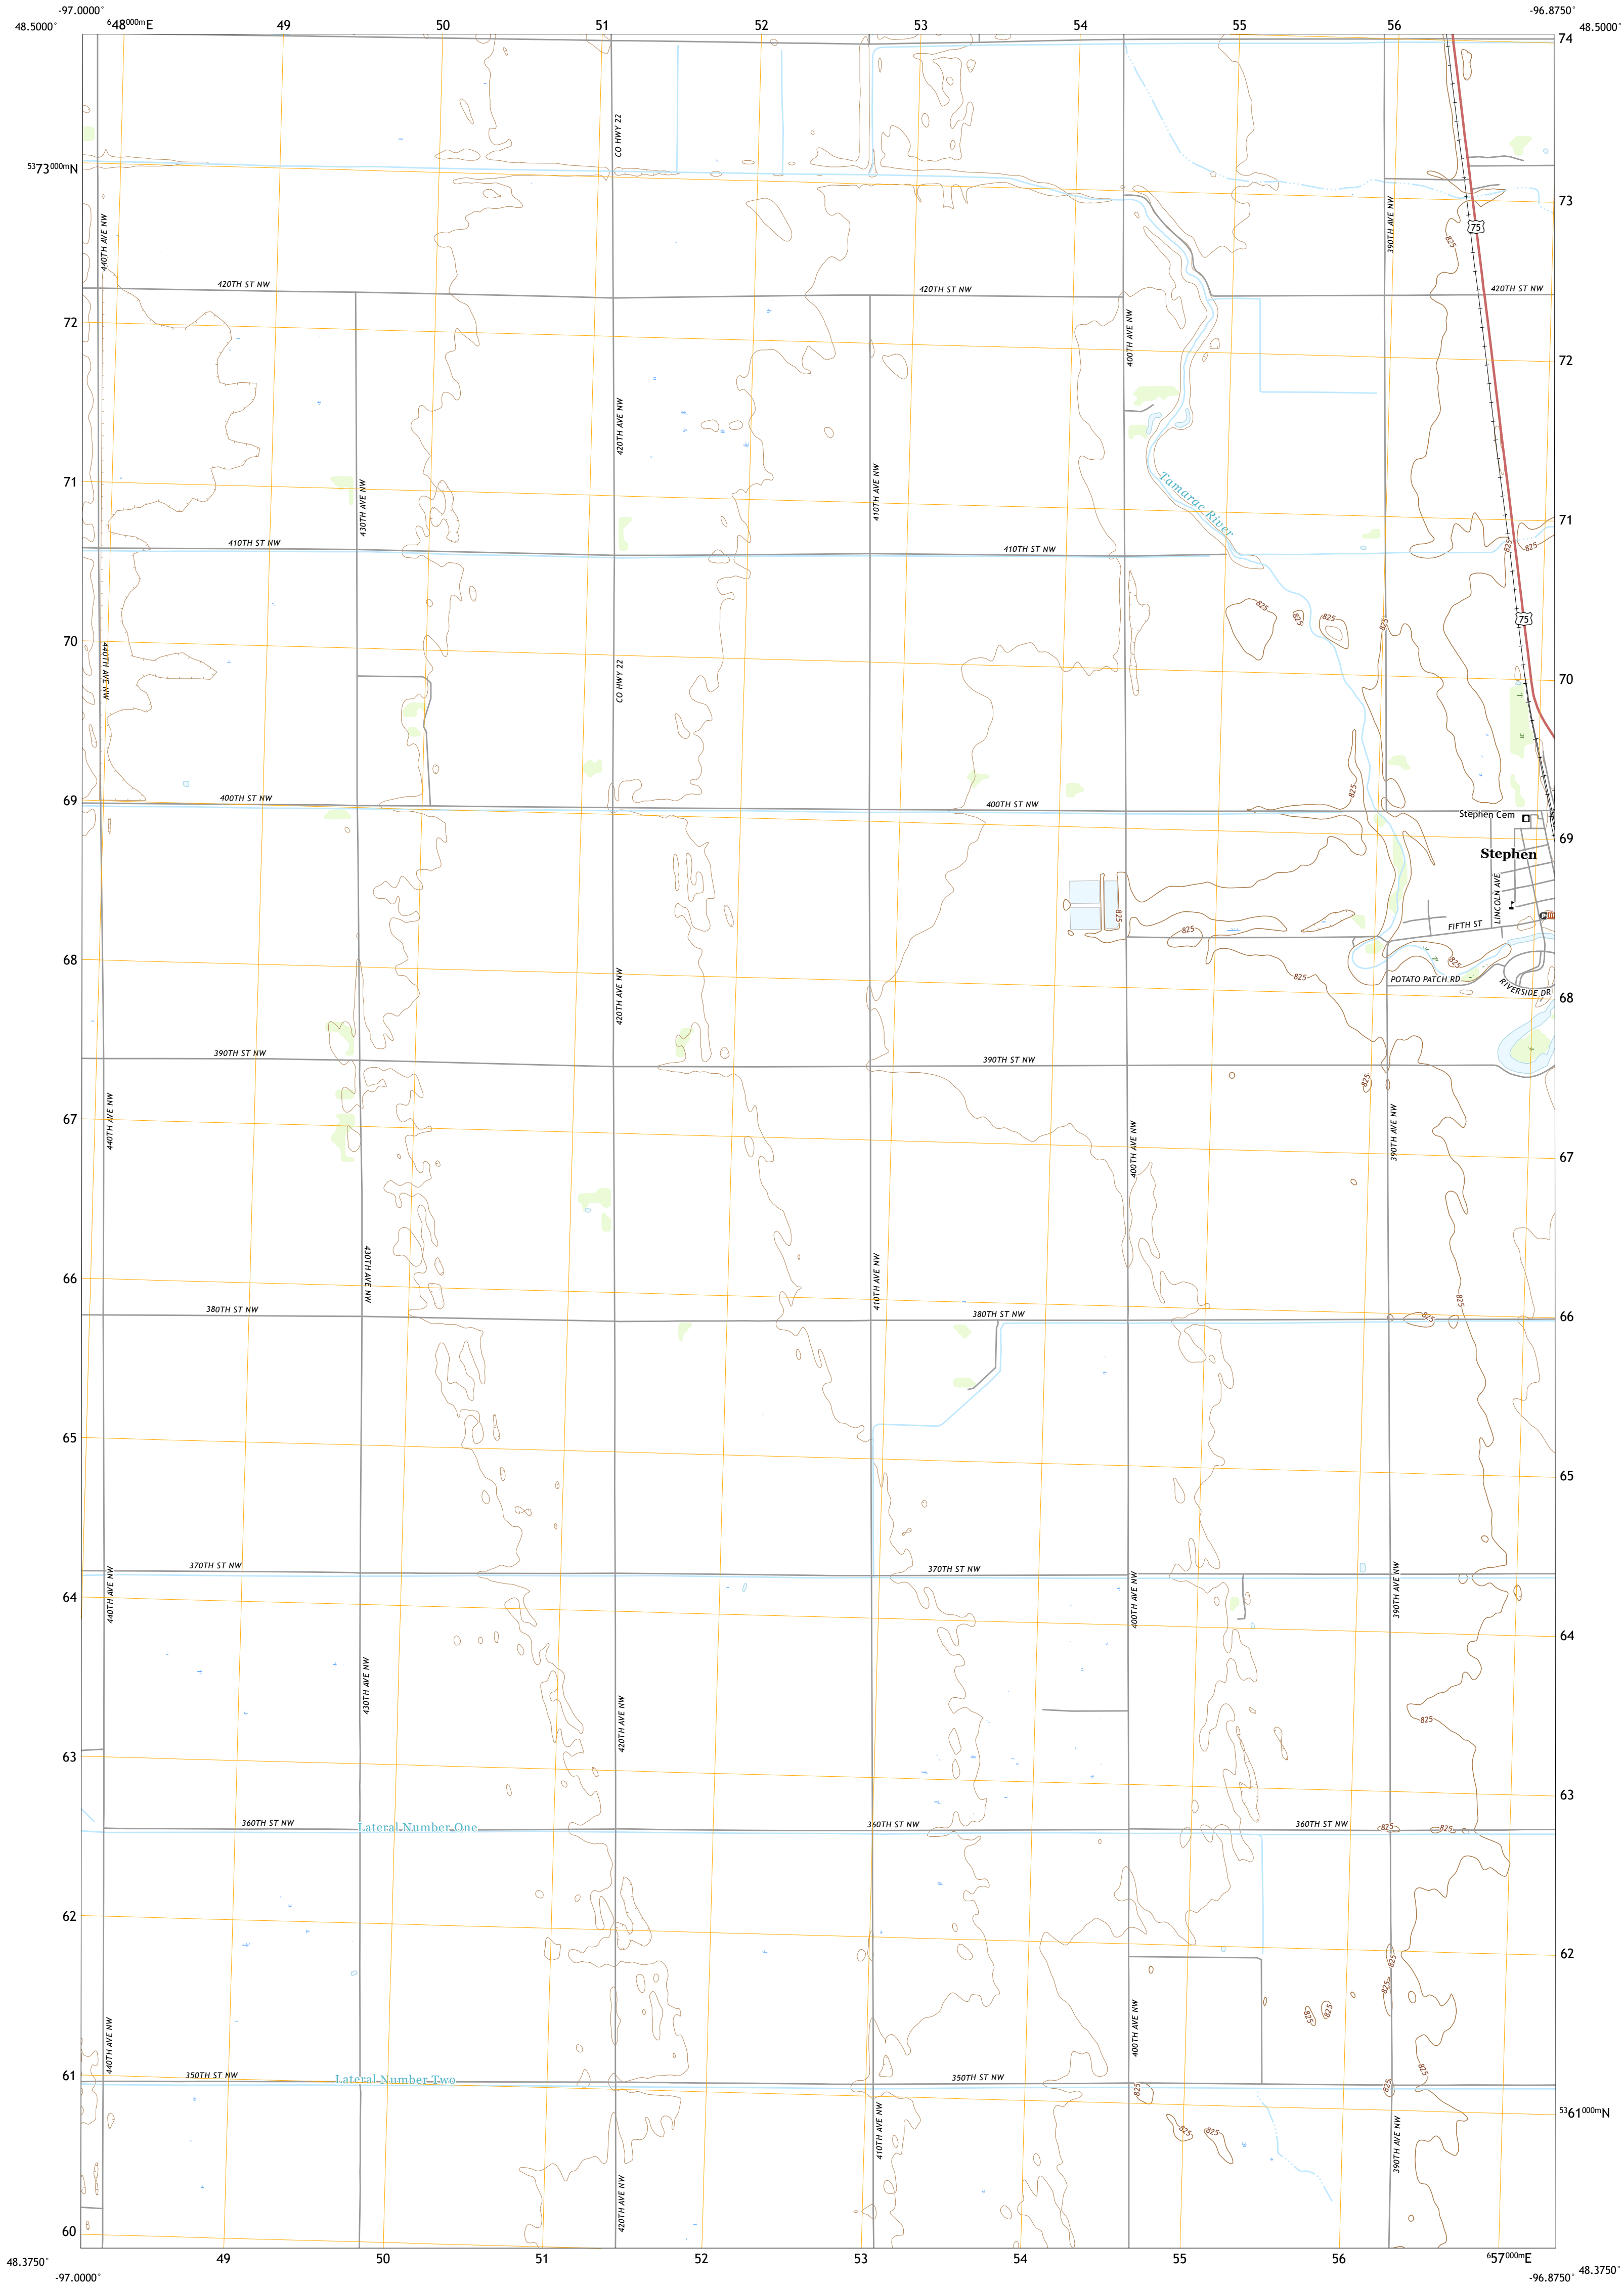 -97.0000°
-96.8750°
48.5000°
⁶48⁰⁰⁰ᵐE
49
50
51
52
53
54
55
56
74
48.5000°
CO HWY 22
⁵³73⁰⁰⁰ᵐN
73
440TH AVE NW
390TH AVE NW
75
825
420TH ST NW
420TH ST NW
420TH ST NW
72
400TH AVE NW
72
420TH AVE NW
71
430TH AVE NW
410TH AVE NW
Tamarac River
71
410TH ST NW
410TH ST NW
825
825
825
825
825
825
75
70
440TH AVE NW
CO HWY 22
70
825
69
400TH ST NW
400TH ST NW
Stephen Cem
69
Stephen
LINCOLN AVE
825
825
FIFTH ST
68
420TH AVE NW
825
825
POTATO PATCH RD
RIVERSIDE DR
68
390TH ST NW
390TH ST NW
825
67
440TH AVE NW
400TH AVE NW
390TH AVE NW
67
430TH AVE NW
410TH AVE NW
66
825
380TH ST NW
380TH ST NW
825
66
65
65
370TH ST NW
370TH ST NW
64
440TH AVE NW
400TH AVE NW
390TH AVE NW
64
430TH AVE NW
420TH AVE NW
825
63
63
360TH ST NW
Lateral Number One
360TH ST NW
360TH ST NW
825
825
62
62
825
825
825
825
440TH AVE NW
400TH AVE NW
61
350TH ST NW
Lateral Number Two
350TH ST NW
825
825
825
⁵³61⁰⁰⁰ᵐN
410TH AVE NW
825
825
390TH AVE NW
420TH AVE NW
60
48.3750°
49
50
51
52
53
54
55
56
⁶57⁰⁰⁰ᵐE
48.3750°
-97.0000°
-96.8750°